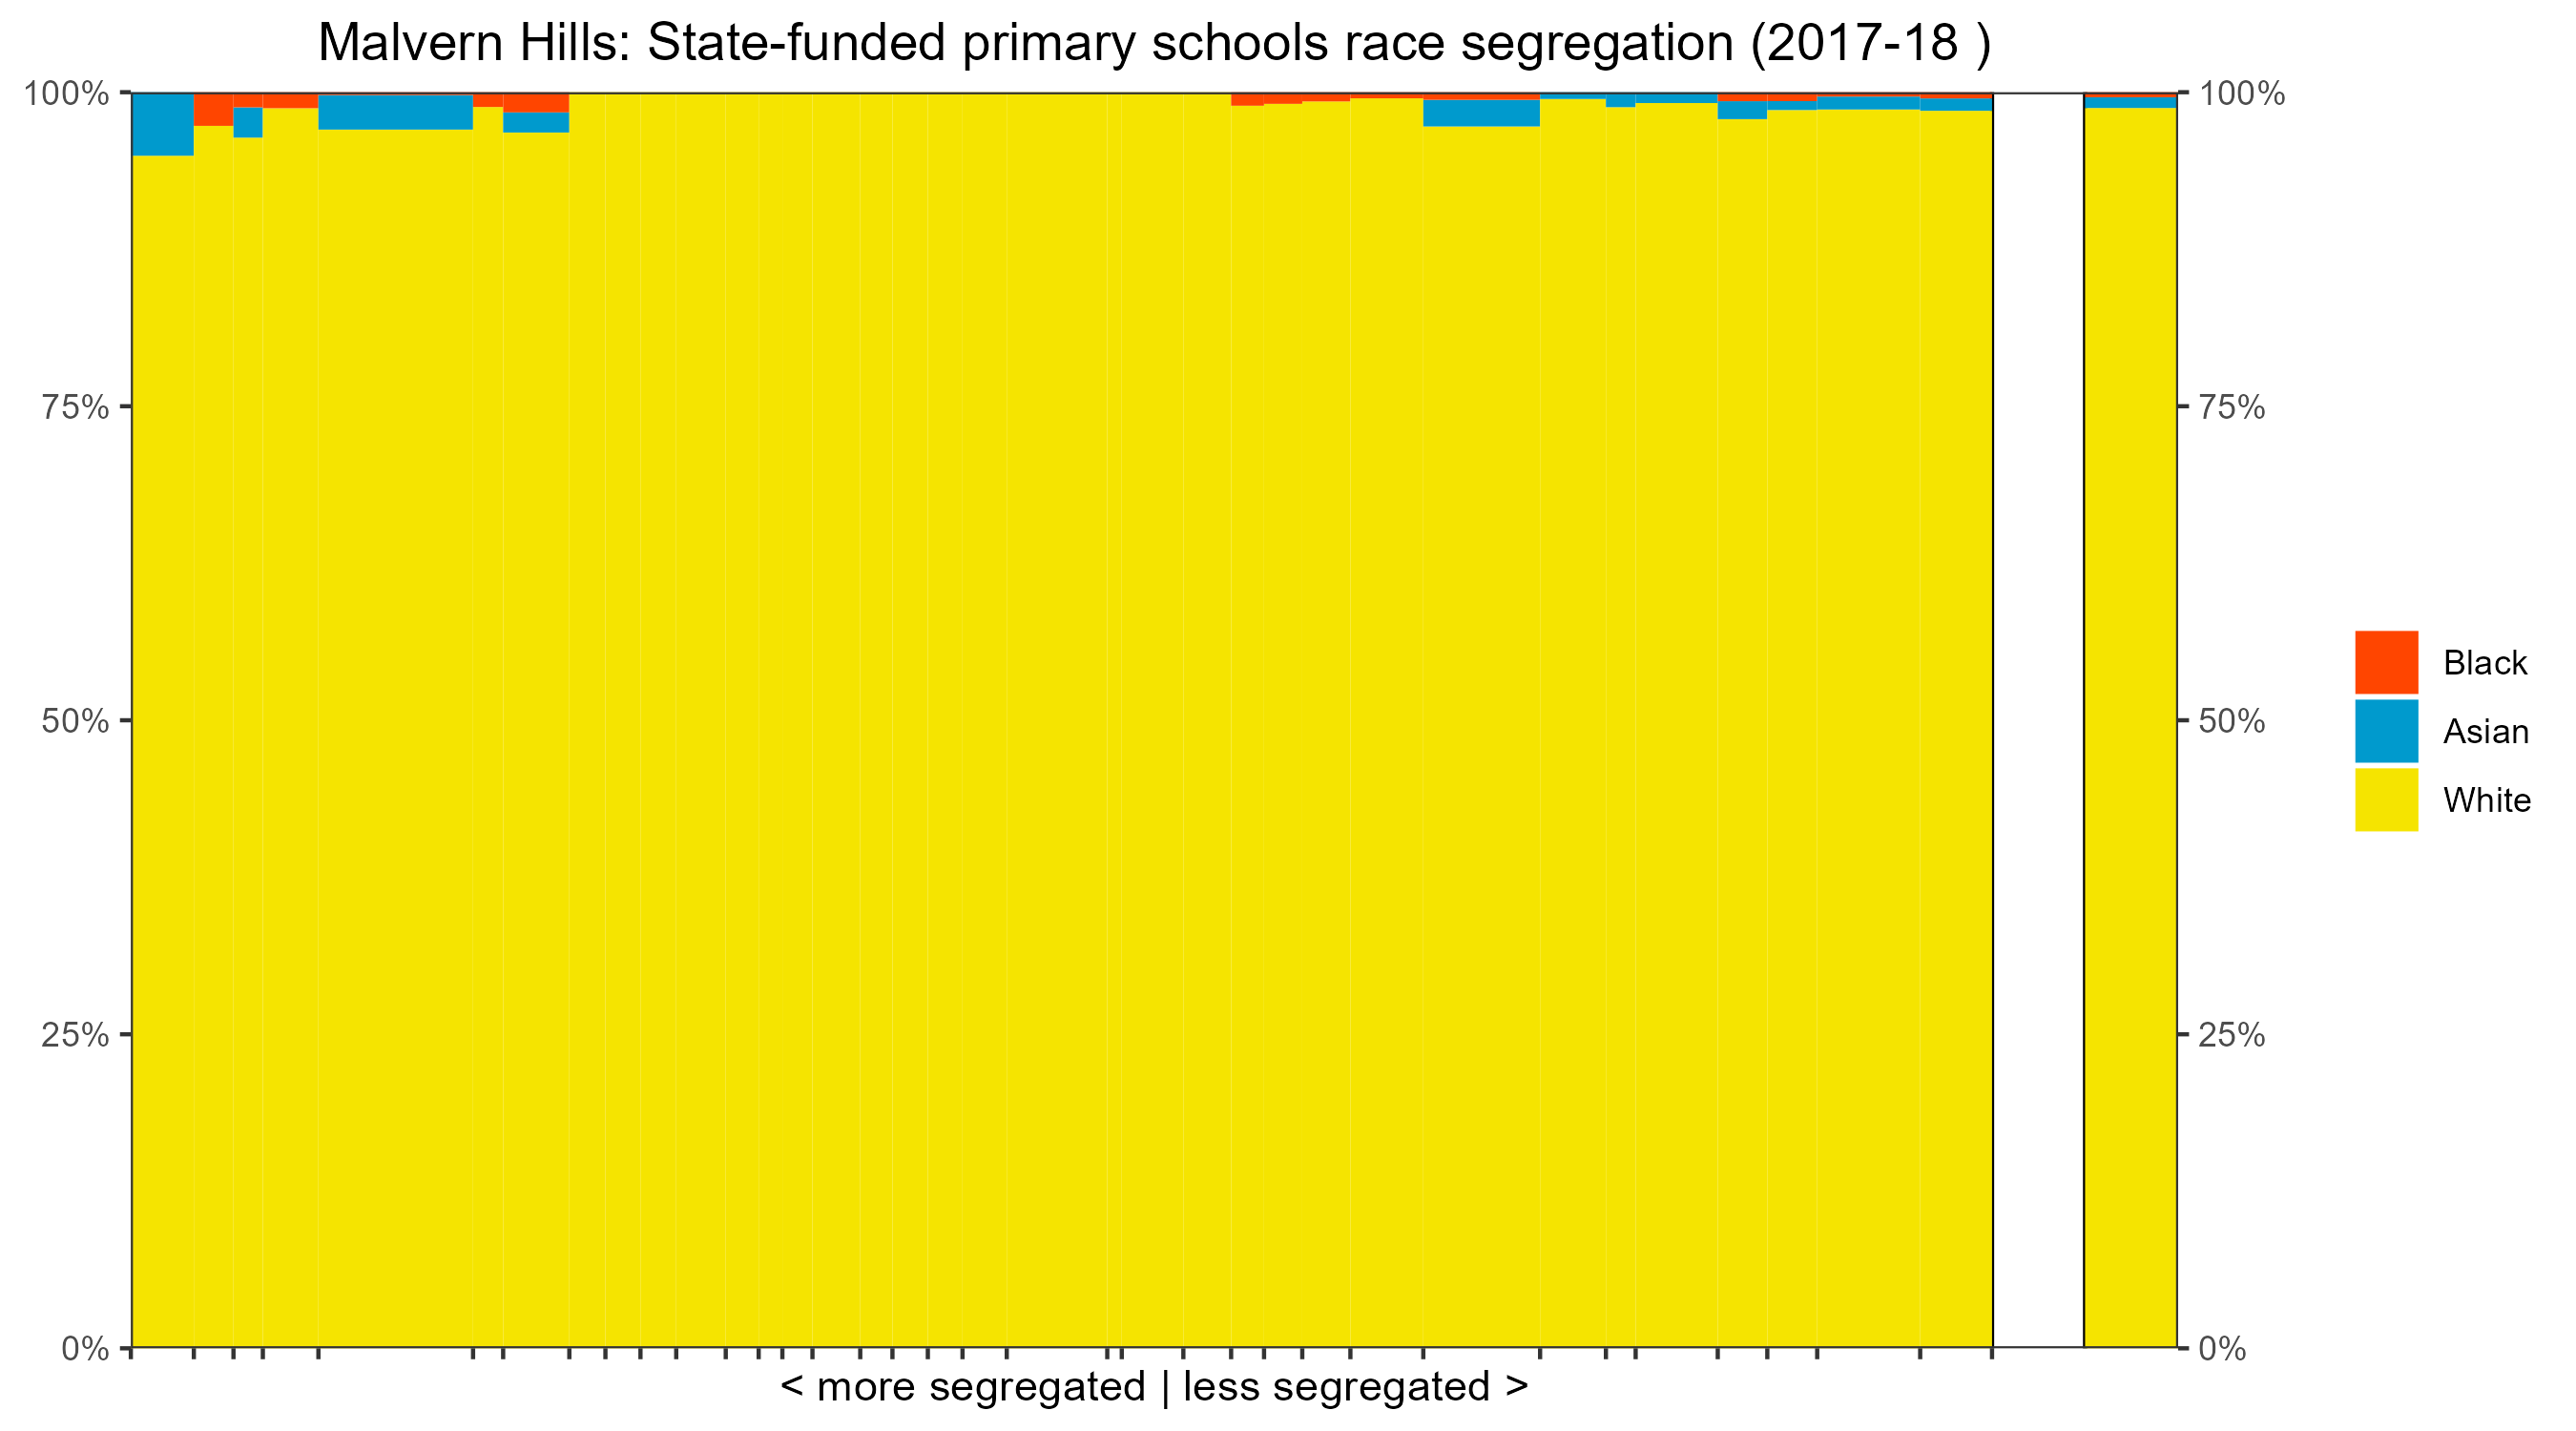 Malvern Hills: State-funded primary schools race segregation (2017-18 )
100%
100%
75%
75%
50%
50%
25%
25%
0%
0%
Black
Asian
White
< more segregated | less segregated >